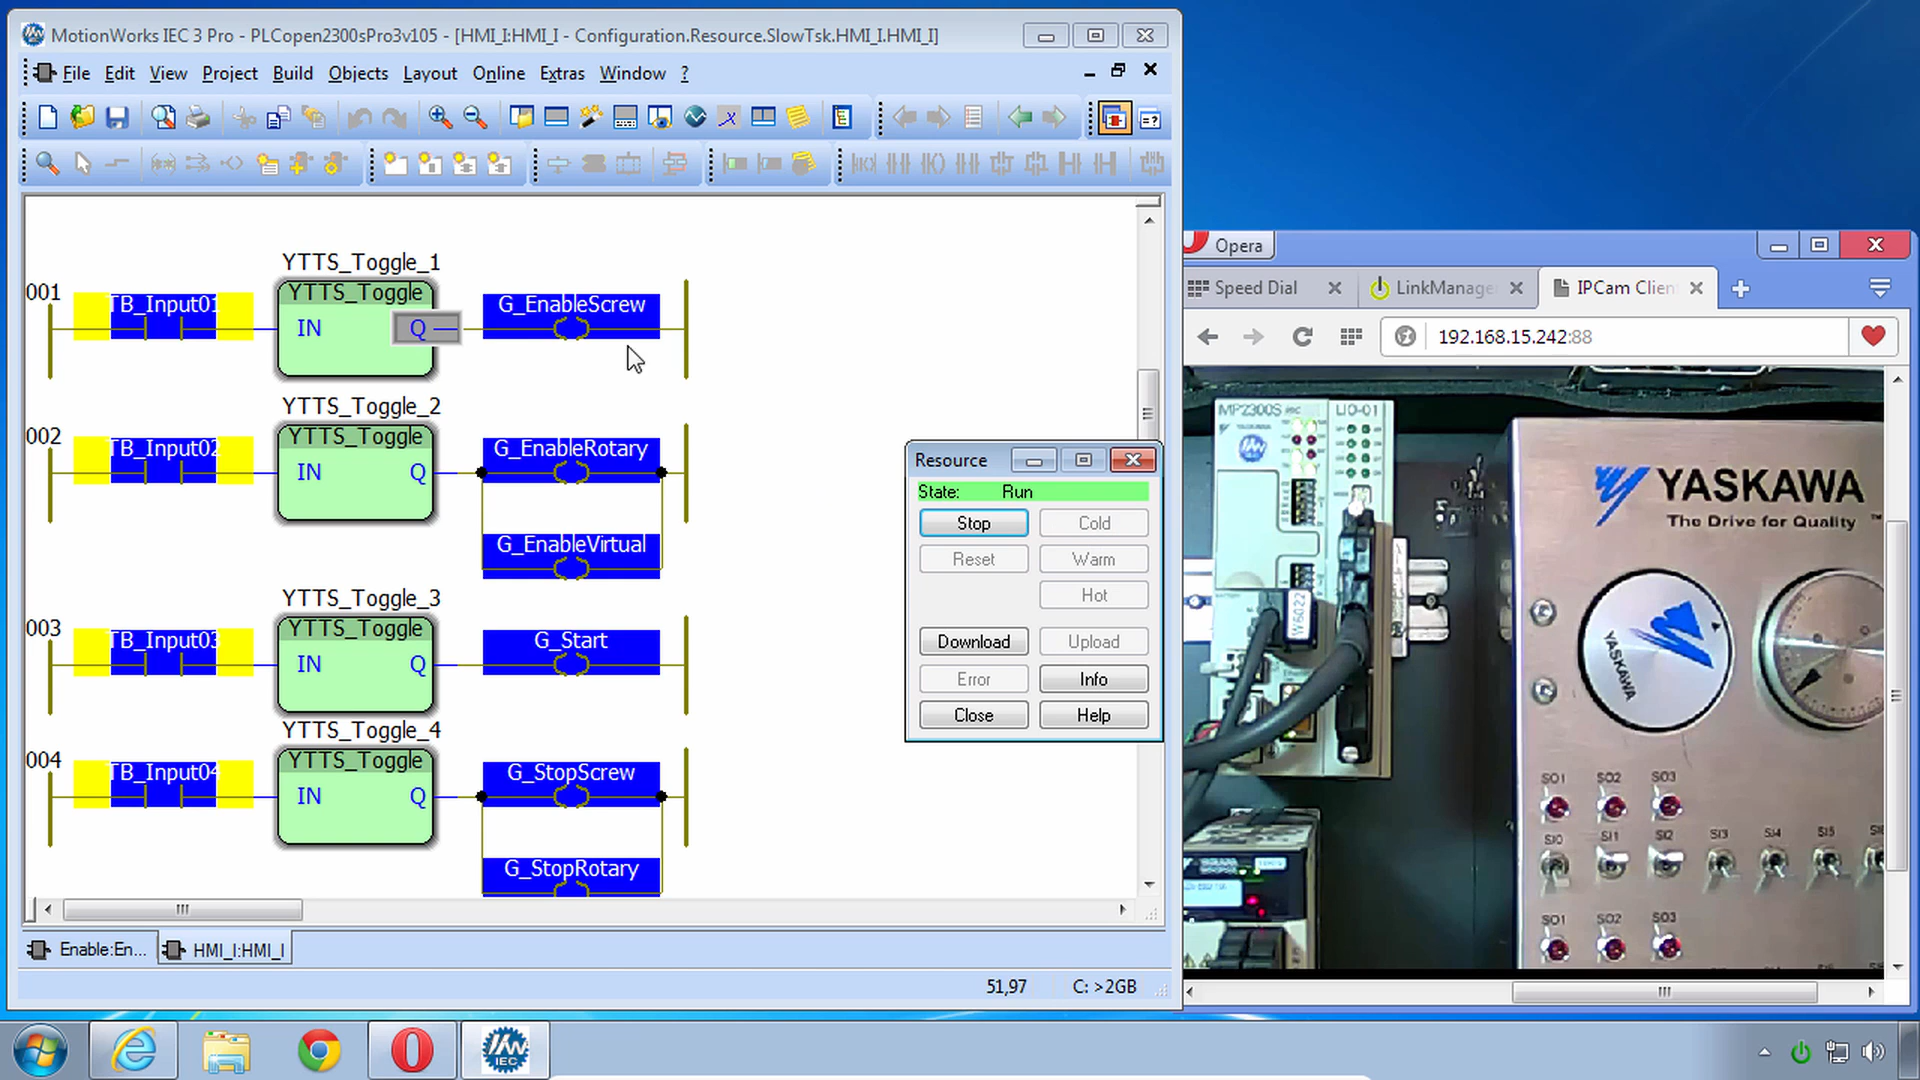 MotionWorks IEC 3 Pro - PLCopen2300sPro3v105 - [HMI_I:HMI_I - Configuration.Resource.SlowTsk.HMI_I.HMI_I]
File Edit View Project Build Objects Layout Online Extras Window ?
YTTS_Toggle_1
001
TB_Input01
YTTS_Toggle
IN
Q
G_EnableScrew
YTTS_Toggle_2
002
TB_Input02
YTTS_Toggle
IN
Q
G_EnableRotary
G_EnableVirtual
YTTS_Toggle_3
003
TB_Input03
YTTS_Toggle
IN
Q
G_Start
YTTS_Toggle_4
004
TB_Input04
YTTS_Toggle
IN
Q
G_StopScrew
G_StopRotary
Enable:En...
HMI_I:HMI_I
51,97
C: >2GB
Resource
State: Run
Stop
Cold
Reset
Warm
Hot
Download
Upload
Error
Info
Close
Help
Opera
Speed Dial
LinkManage
IPCam Clien
192.168.15.242:88
MP2300S
LIO-01
W6022
YASKAWA
The Drive for Quality ™
YASKAWA
SO1 SO2 SO3
SI0 SI1 SI2 SI3 SI4 SI5
SO1 SO2 SO3
IEC